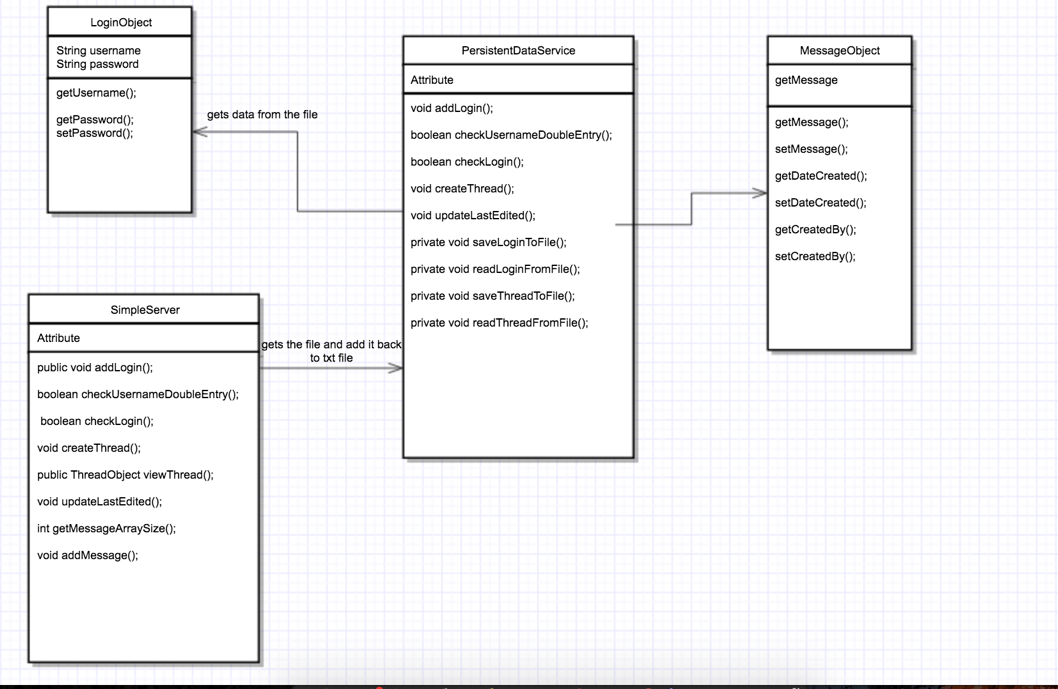 LoginObject
String username
String password
getUsername();
getPassword();
setPassword();
gets data from the file
PersistentDataService
Attribute
void addLogin();
boolean checkUsernameDoubleEntry();
boolean checkLogin();
void createThread();
void updateLastEdited();
private void saveLoginToFile();
private void readLoginFromFile();
private void saveThreadToFile();
private void readThreadFromFile();
MessageObject
getMessage
getMessage();
setMessage();
getDateCreated();
setDateCreated();
getCreatedBy();
setCreatedBy();
SimpleServer
Attribute
public void addLogin();
boolean checkUsernameDoubleEntry();
boolean checkLogin();
void createThread();
public ThreadObject viewThread();
void updateLastEdited();
int getMessageArraySize();
void addMessage();
gets the file and add it back
to txt file